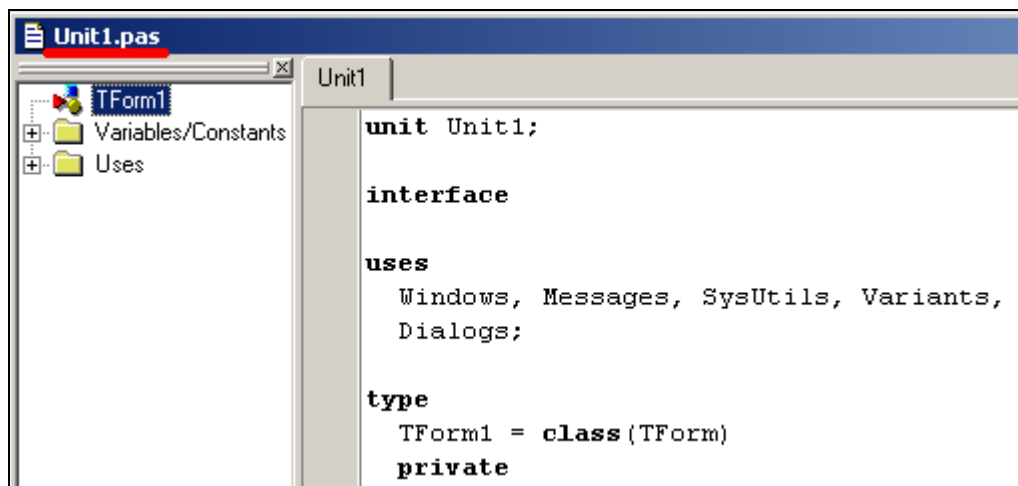 Unit1.pas
TForm1
Variables/Constants
Uses
Unit1
unit Unit1;
interface
uses
Windows, Messages, SysUtils, Variants,
Dialogs;
type
TForm1 = class(TForm)
private